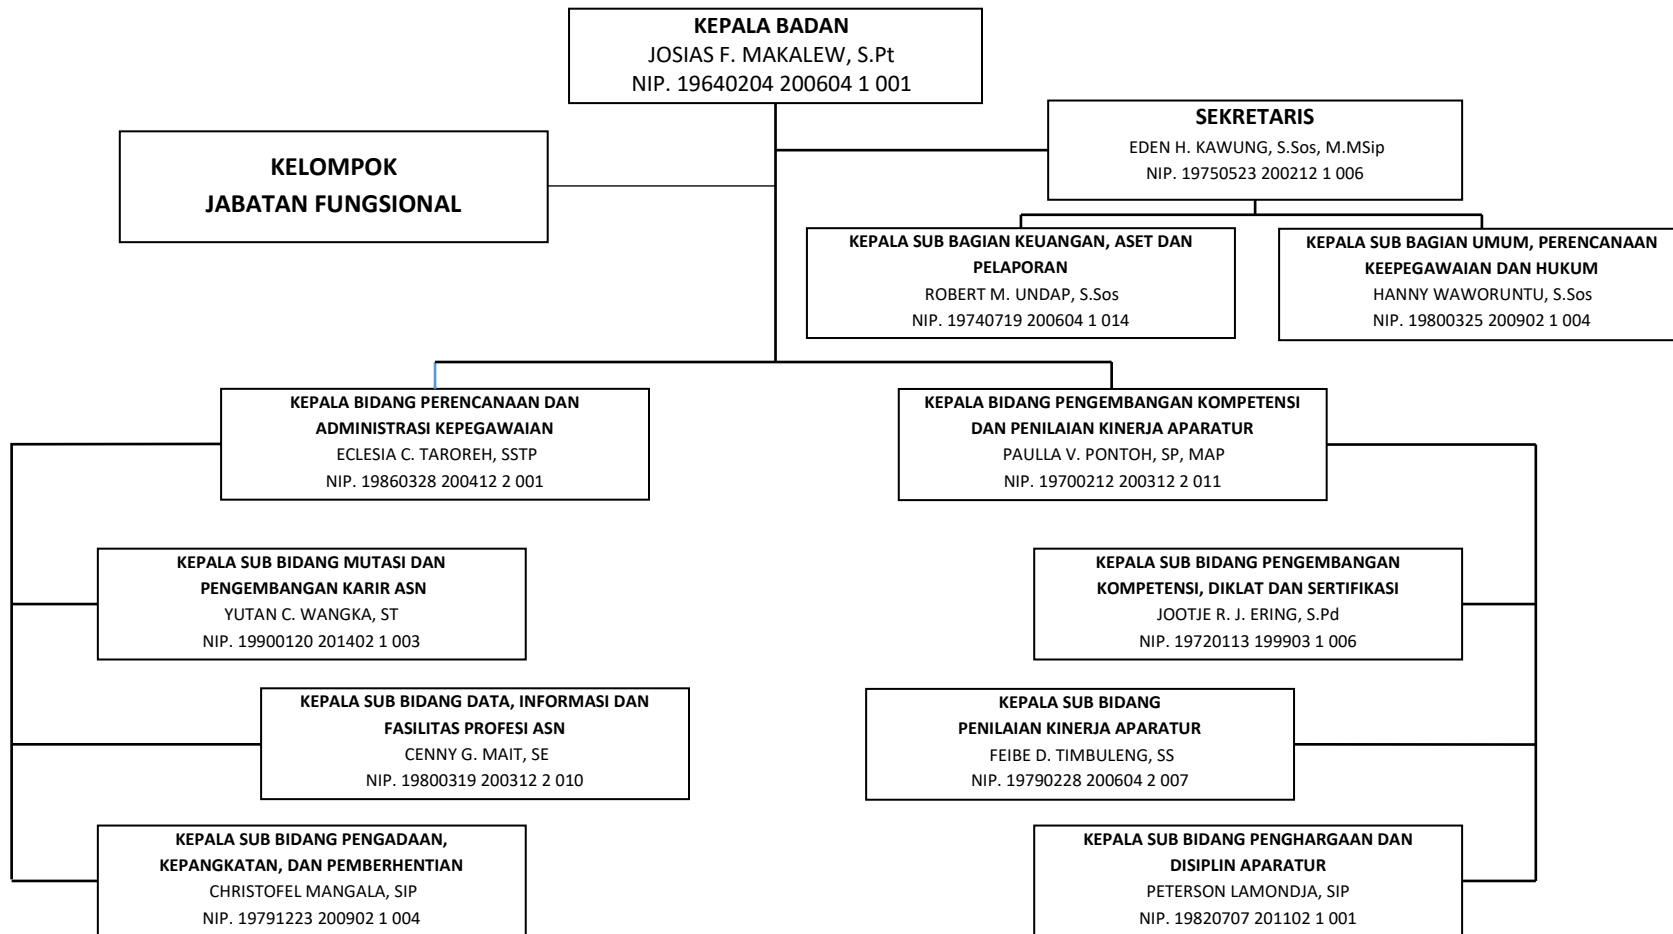 KEPALA BADAN
JOSIAS F. MAKALEW, S.Pt
NIP. 19640204 200604 1 001
SEKRETARIS
EDEN H. KAWUNG, S.Sos, M.MSip
NIP. 19750523 200212 1 006
KELOMPOK
JABATAN FUNGSIONAL
KEPALA SUB BAGIAN KEUANGAN, ASET DAN
PELAPORAN
ROBERT M. UNDAP, S.Sos
NIP. 19740719 200604 1 014
KEPALA SUB BAGIAN UMUM, PERENCANAAN
KEEPEGAWAIAN DAN HUKUM
HANNY WAWORUNTU, S.Sos
NIP. 19800325 200902 1 004
KEPALA BIDANG PERENCANAAN DAN
ADMINISTRASI KEPEGAWAIAN
ECLESIA C. TAROREH, SSTP
NIP. 19860328 200412 2 001
KEPALA BIDANG PENGEMBANGAN KOMPETENSI
DAN PENILAIAN KINERJA APARATUR
PAULLA V. PONTOH, SP, MAP
NIP. 19700212 200312 2 011
KEPALA SUB BIDANG MUTASI DAN
PENGEMBANGAN KARIR ASN
YUTAN C. WANGKA, ST
NIP. 19900120 201402 1 003
KEPALA SUB BIDANG PENGEMBANGAN
KOMPETENSI, DIKLAT DAN SERTIFIKASI
JOOTJE R. J. ERING, S.Pd
NIP. 19720113 199903 1 006
KEPALA SUB BIDANG DATA, INFORMASI DAN
FASILITAS PROFESI ASN
CENNY G. MAIT, SE
NIP. 19800319 200312 2 010
KEPALA SUB BIDANG
PENILAIAN KINERJA APARATUR
FEIBE D. TIMBULENG, SS
NIP. 19790228 200604 2 007
KEPALA SUB BIDANG PENGADAAN,
KEPANGKATAN, DAN PEMBERHENTIAN
CHRISTOFEL MANGALA, SIP
NIP. 19791223 200902 1 004
KEPALA SUB BIDANG PENGHARGAAN DAN
DISIPLIN APARATUR
PETERSON LAMONDJA, SIP
NIP. 19820707 201102 1 001